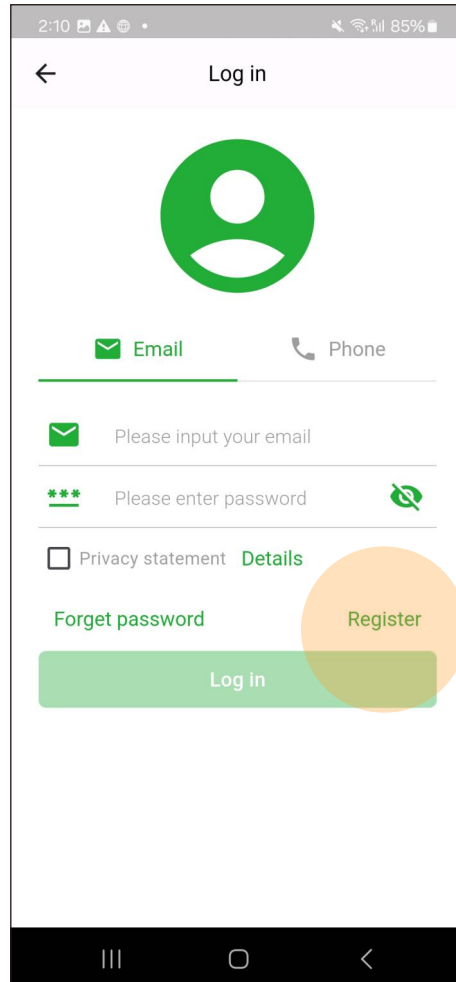 2:10 85%
Log in
Email Phone
Please input your email
*** Please enter password
Privacy statement Details
Forget password Register
Log in